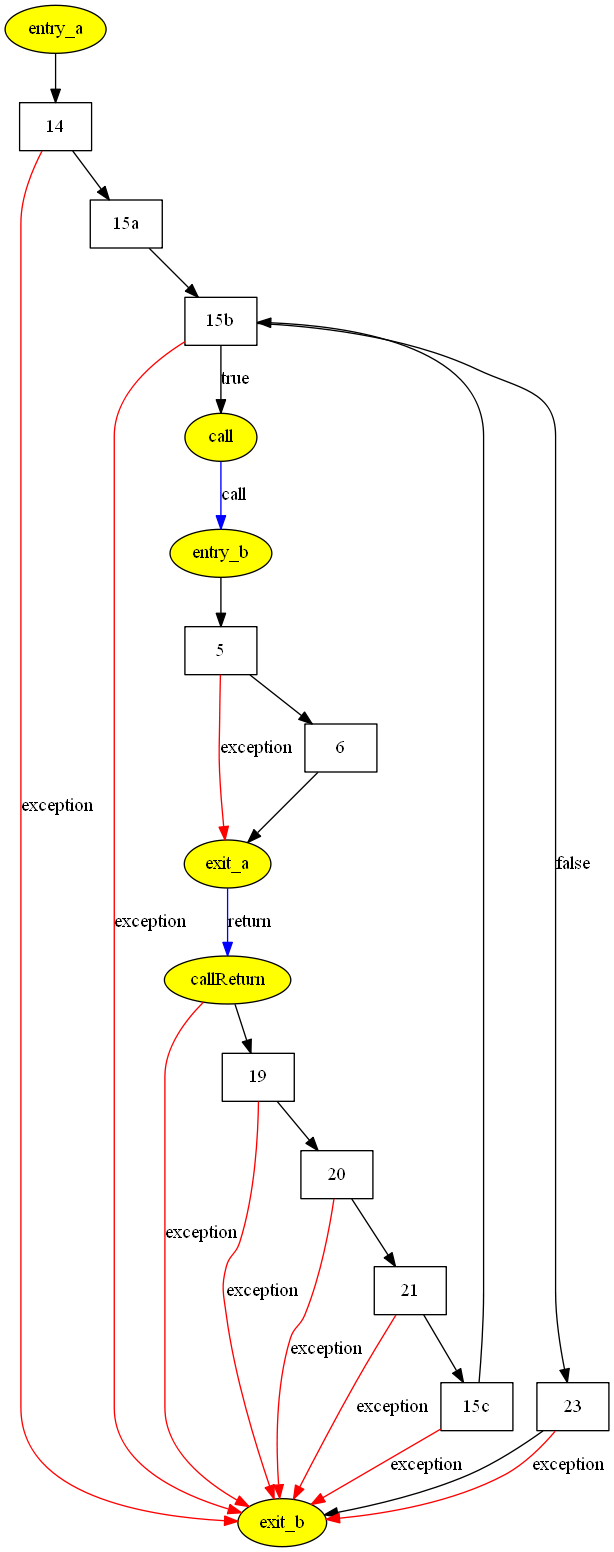 entry_a
14
15a
15b
true
call
call
entry_b
5
exception
6
exception
exit_a
false
exception
return
callReturn
19
20
exception
exception
21
exception
exception
15c
23
exception
exception
exit_b